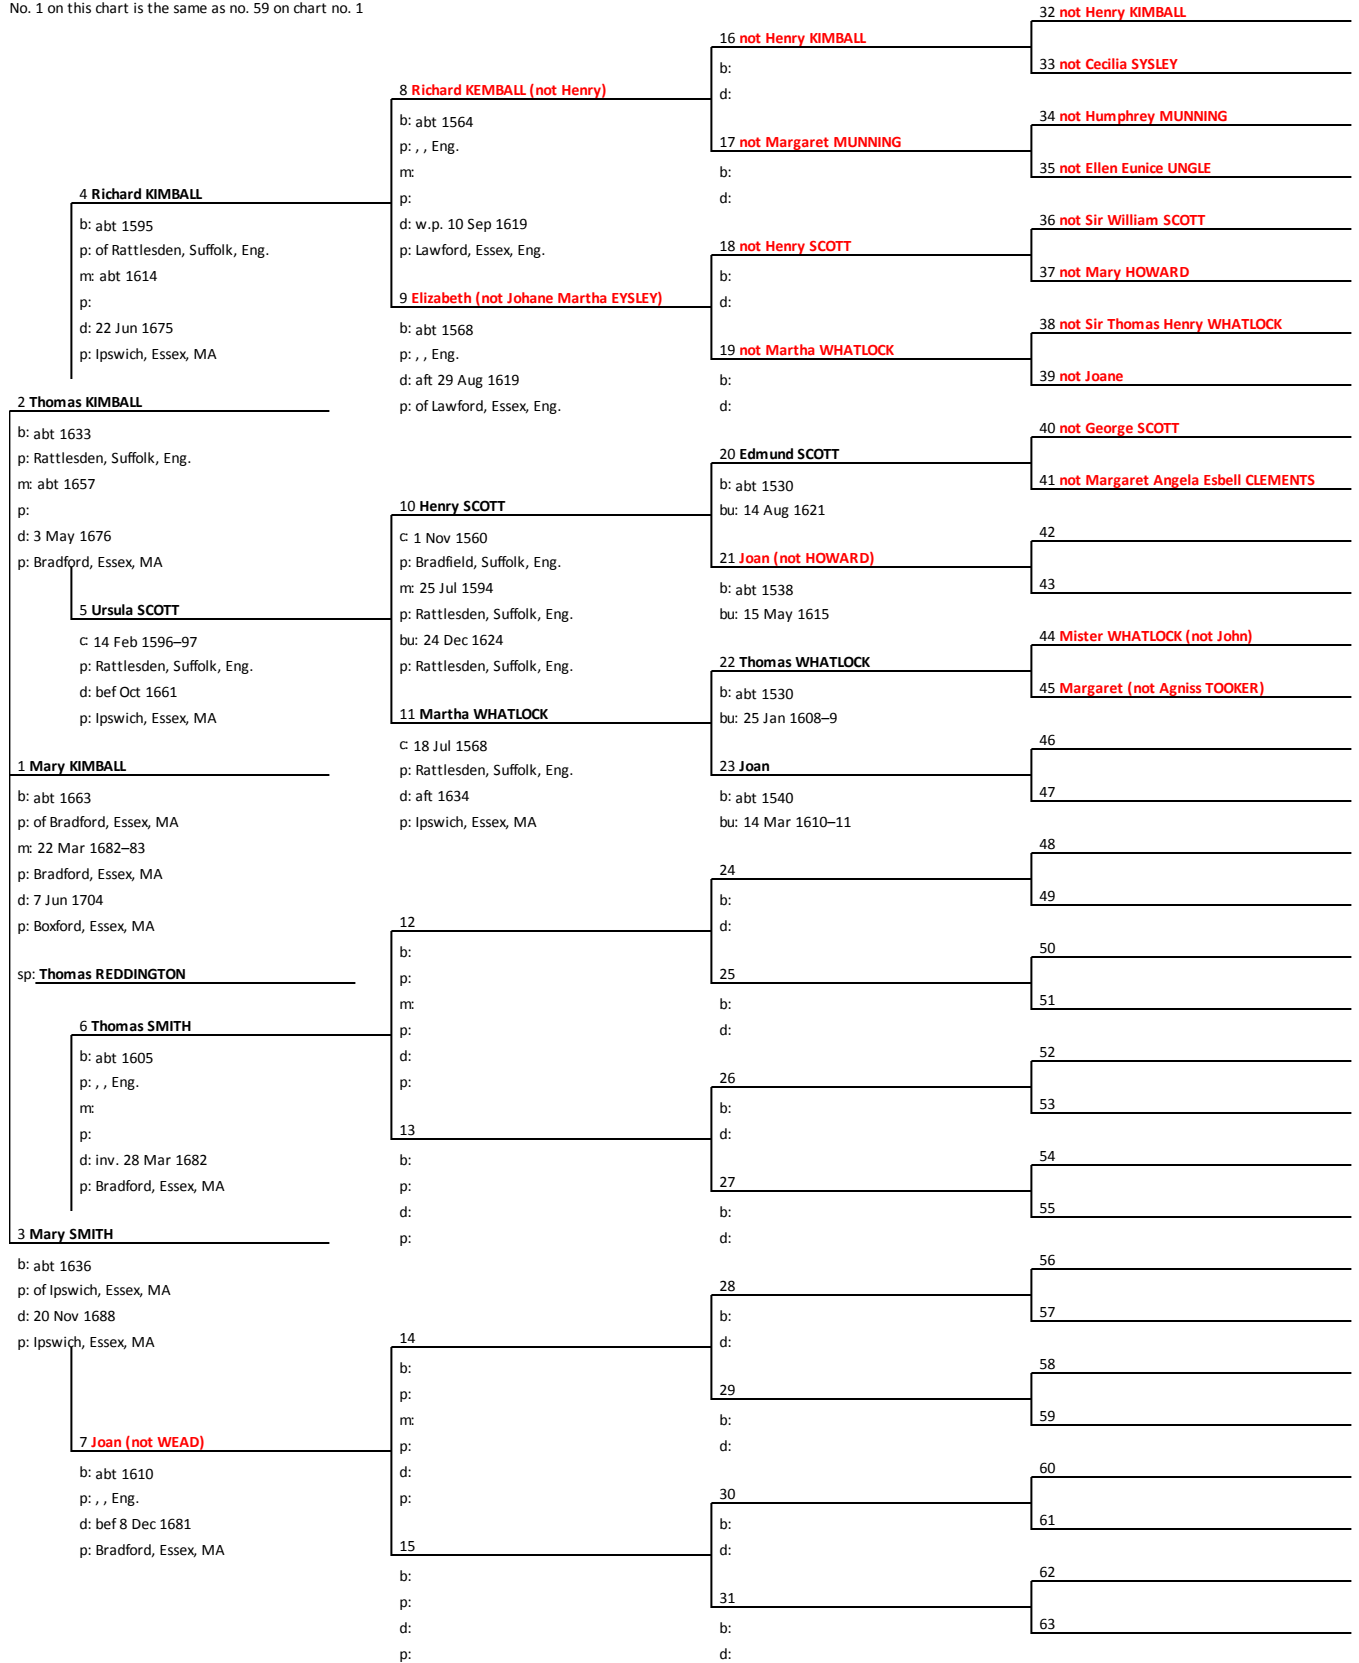 No. 1 on this chart is the same as no. 59 on chart no. 1
2 Thomas KIMBALL
b: abt 1633
p: Rattlesden, Suffolk, Eng.
m: abt 1657
p:
d: 3 May 1676
p: Bradford, Essex, MA
1 Mary KIMBALL
b: abt 1663
p: of Bradford, Essex, MA
m: 22 Mar 1682–83
p: Bradford, Essex, MA
d: 7 Jun 1704
p: Boxford, Essex, MA
sp: Thomas REDDINGTON
3 Mary SMITH
b: abt 1636
p: of Ipswich, Essex, MA
d: 20 Nov 1688
p: Ipswich, Essex, MA
4 Richard KIMBALL
b: abt 1595
p: of Rattlesden, Suffolk, Eng.
m: abt 1614
p:
d: 22 Jun 1675
p: Ipswich, Essex, MA
5 Ursula SCOTT
c: 14 Feb 1596–97
p: Rattlesden, Suffolk, Eng.
d: bef Oct 1661
p: Ipswich, Essex, MA
6 Thomas SMITH
b: abt 1605
p: , , Eng.
m:
p:
d: inv. 28 Mar 1682
p: Bradford, Essex, MA
7 Joan (not WEAD)
b: abt 1610
p: , , Eng.
d: bef 8 Dec 1681
p: Bradford, Essex, MA
8 Richard KEMBALL (not Henry)
b: abt 1564
p: , , Eng.
m:
p:
d: w.p. 10 Sep 1619
p: Lawford, Essex, Eng.
9 Elizabeth (not Johane Martha EYSLEY)
b: abt 1568
p: , , Eng.
d: aft 29 Aug 1619
p: of Lawford, Essex, Eng.
10 Henry SCOTT
c: 1 Nov 1560
p: Bradfield, Suffolk, Eng.
m: 25 Jul 1594
p: Rattlesden, Suffolk, Eng.
bu: 24 Dec 1624
p: Rattlesden, Suffolk, Eng.
11 Martha WHATLOCK
c: 18 Jul 1568
p: Rattlesden, Suffolk, Eng.
d: aft 1634
p: Ipswich, Essex, MA
12
b:
p:
m:
p:
d:
p:
13
b:
p:
d:
p:
14
b:
p:
m:
p:
d:
p:
15
b:
p:
d:
p:
16 not Henry KIMBALL
b:
d:
17 not Margaret MUNNING
b:
d:
18 not Henry SCOTT
b:
d:
19 not Martha WHATLOCK
b:
d:
20 Edmund SCOTT
b: abt 1530
bu: 14 Aug 1621
21 Joan (not HOWARD)
b: abt 1538
bu: 15 May 1615
22 Thomas WHATLOCK
b: abt 1530
bu: 25 Jan 1608–9
23 Joan
b: abt 1540
bu: 14 Mar 1610–11
24
b:
d:
25
b:
d:
26
b:
d:
27
b:
d:
28
b:
d:
29
b:
d:
30
b:
d:
31
b:
d:
32 not Henry KIMBALL
33 not Cecilia SYSLEY
34 not Humphrey MUNNING
35 not Ellen Eunice UNGLE
36 not Sir William SCOTT
37 not Mary HOWARD
38 not Sir Thomas Henry WHATLOCK
39 not Joane
40 not George SCOTT
41 not Margaret Angela Esbell CLEMENTS
42
43
44 Mister WHATLOCK (not John)
45 Margaret (not Agniss TOOKER)
46
47
48
49
50
51
52
53
54
55
56
57
58
59
60
61
62
63